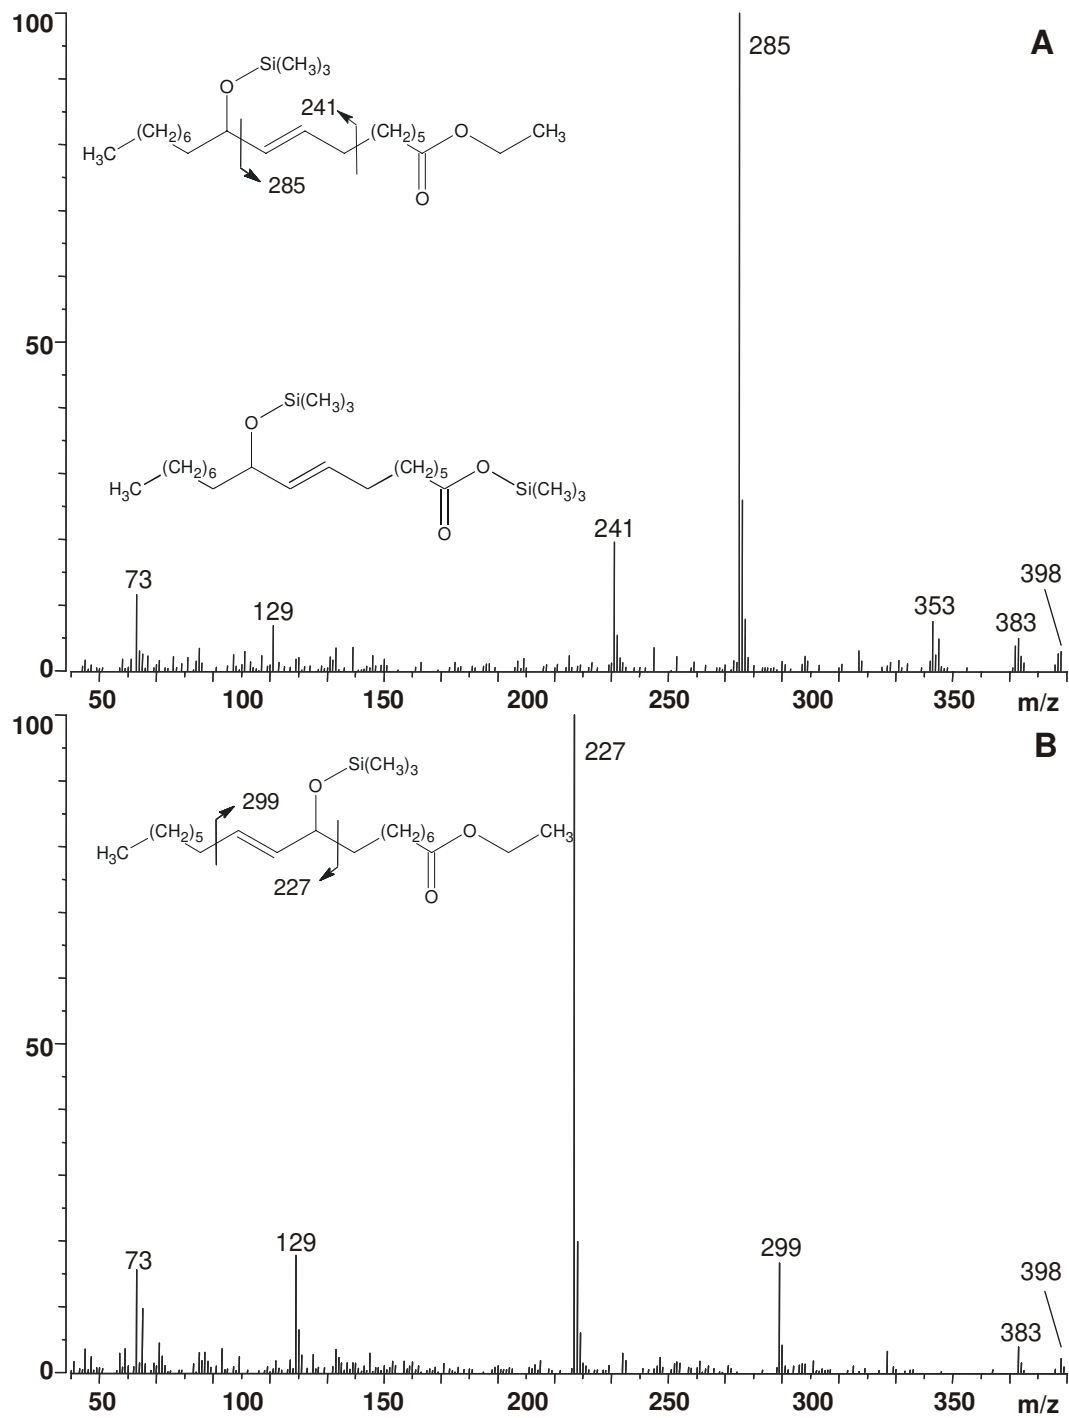 100
A
285
Si(CH3)3
O
241
(CH2)6
(CH2)5
O
CH3
H3C
285
O
50
Si(CH3)3
O
(CH2)6
(CH2)5
O
H3C
Si(CH3)3
O
241
73
129
353
383
398
0
50 100 150 200 250 300 350 m/z
100
B
227
Si(CH3)3
O
299
(CH2)5
(CH2)6
O
CH3
H3C
227
O
50
73
129
299
398
383
0
50 100 150 200 250 300 350 m/z